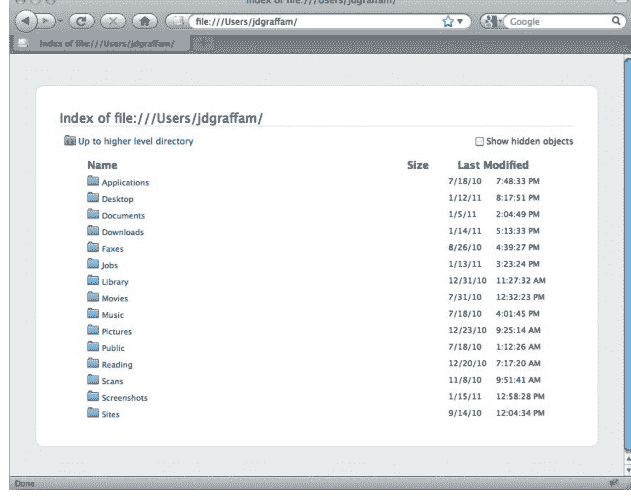 Index of file:///Users/jdgraffam/
file:///Users/jdgraffam/ Google
Index of file:///Users/jdgraffam/
Index of file:///Users/jdgraffam/
Up to higher level directory Show hidden objects
Name Size Last Modified
Applications 7/18/10 7:48:33 PM
Desktop 1/12/11 8:17:51 PM
Documents 1/5/11 2:04:49 PM
Downloads 1/14/11 5:13:33 PM
Faxes 8/26/10 4:39:27 PM
Jobs 1/13/11 3:23:24 PM
Library 12/31/10 11:27:32 AM
Movies 7/31/10 12:32:23 PM
Music 7/18/10 4:01:45 PM
Pictures 12/23/10 9:25:14 AM
Public 7/18/10 1:12:26 AM
Reading 12/20/10 7:17:20 AM
Scans 11/8/10 9:51:41 AM
Screenshots 1/15/11 12:58:28 PM
Sites 9/14/10 12:04:34 PM
Done